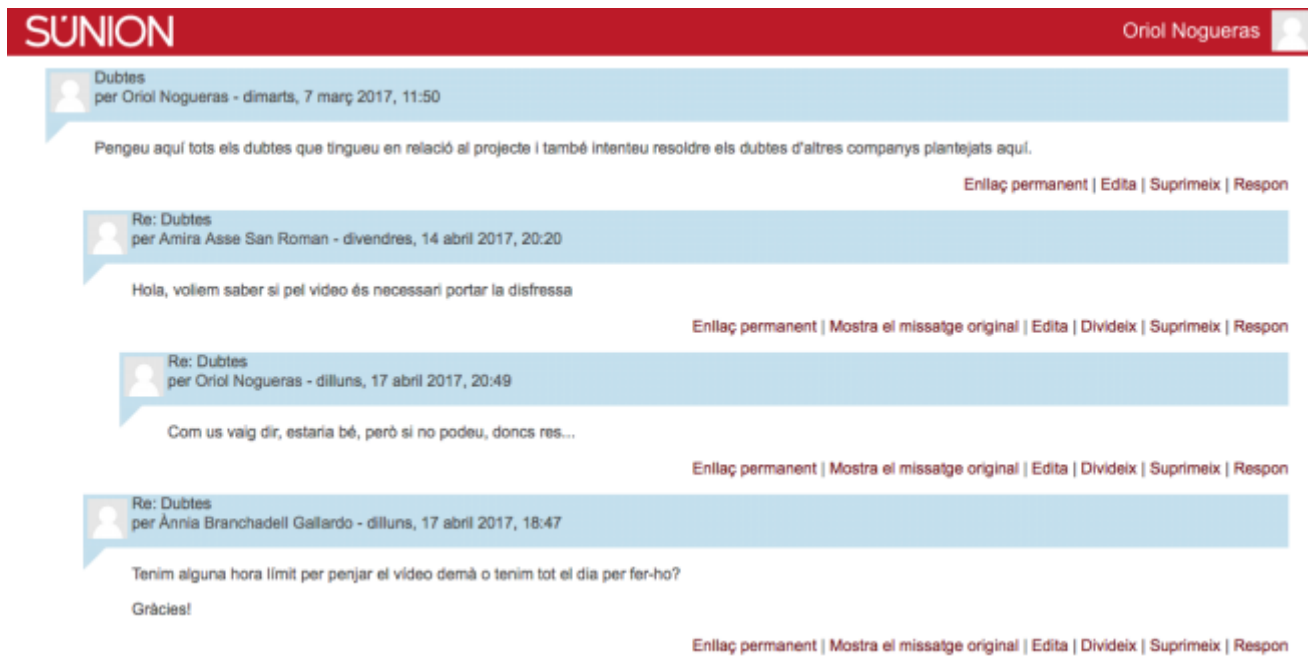 SÚNION
Oriol Nogueras
Dubtes
per Oriol Nogueras - dimarts, 7 març 2017, 11:50
Pengeu aquí tots els dubtes que tingueu en relació al projecte i també intenteu resoldre els dubtes d'altres companys plantejats aquí.
Enllaç permanent | Edita | Suprimeix | Respon
Re: Dubtes
per Amira Asse San Roman - divendres, 14 abril 2017, 20:20
Hola, voliem saber si pel video és necessari portar la disfressa
Enllaç permanent | Mostra el missatge original | Edita | Divideix | Suprimeix | Respon
Re: Dubtes
per Oriol Nogueras - dilluns, 17 abril 2017, 20:49
Com us vaig dir, estaria bé, però si no podeu, doncs res...
Enllaç permanent | Mostra el missatge original | Edita | Divideix | Suprimeix | Respon
Re: Dubtes
per Ànnia Branchadell Gallardo - dilluns, 17 abril 2017, 18:47
Tenim alguna hora límit per penjar el vídeo demà o tenim tot el dia per fer-ho?
Gràcies!
Enllaç permanent | Mostra el missatge original | Edita | Divideix | Suprimeix | Respon